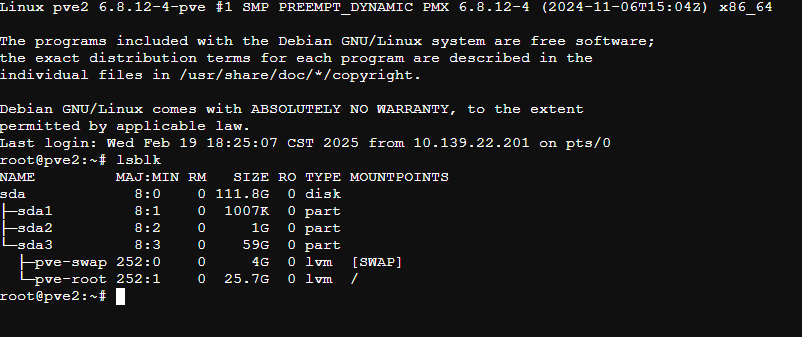 Linux pve2 6.8.12-4-pve #1 SMP PREEMPT_DYNAMIC PMX 6.8.12-4 (2024-11-06T15:04Z) x86_64

The programs included with the Debian GNU/Linux system are free software;
the exact distribution terms for each program are described in the
individual files in /usr/share/doc/*/copyright.

Debian GNU/Linux comes with ABSOLUTELY NO WARRANTY, to the extent
permitted by applicable law.
Last login: Wed Feb 19 18:25:07 CST 2025 from 10.139.22.201 on pts/0
root@pve2:~# lsblk
NAME         MAJ:MIN RM   SIZE RO TYPE MOUNTPOINTS
sda            8:0    0 111.8G  0 disk
├─sda1         8:1    0  1007K  0 part
├─sda2         8:2    0     1G  0 part
└─sda3         8:3    0    59G  0 part
  ├─pve-swap 252:0    0     4G  0 lvm  [SWAP]
  └─pve-root 252:1    0  25.7G  0 lvm  /
root@pve2:~#